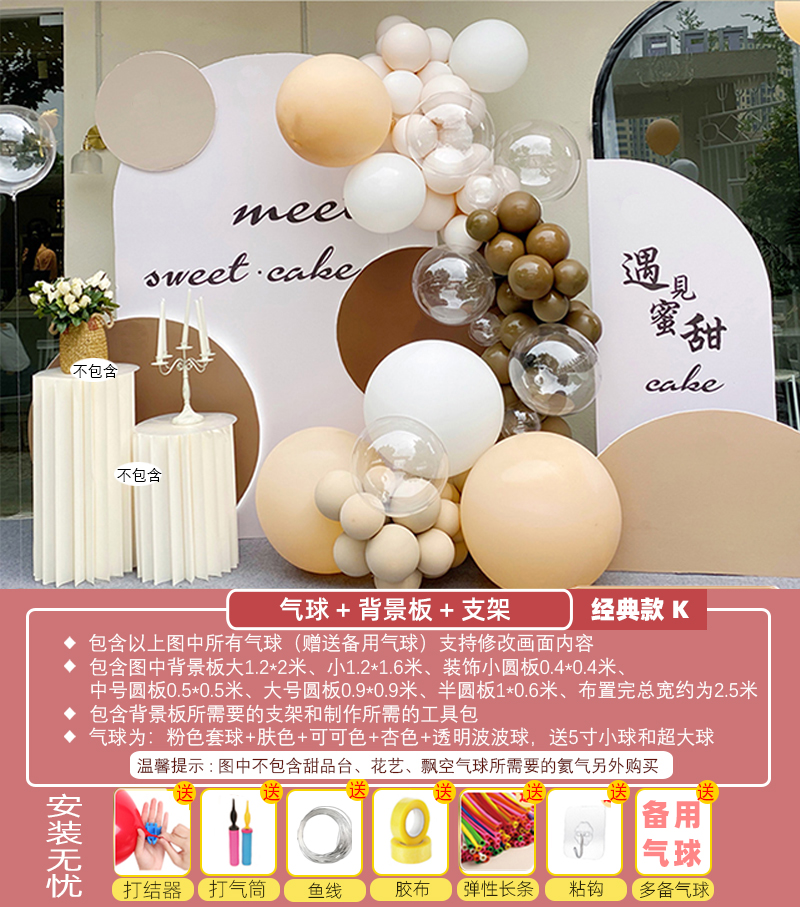 meet
sweet·cake
遇見
蜜甜
cake
不包含
不包含
气球 + 背景板 + 支架
经典款 K
◆ 包含以上图中所有气球（赠送备用气球）支持修改画面内容
◆ 包含图中背景板大1.2*2米、小1.2*1.6米、装饰小圆板0.4*0.4米、
中号圆板0.5*0.5米、大号圆板0.9*0.9米、半圆板1*0.6米、布置完总宽约为2.5米
◆ 包含背景板所需要的支架和制作所需的工具包
◆ 气球为：粉色套球+肤色+可可色+杏色+透明波波球，送5寸小球和超大球
温馨提示 : 图中不包含甜品台、花艺、飘空气球所需要的氦气另外购买
安装无忧
送
送
送
送
送
送
送
备用
气球
打结器
打气筒
鱼线
胶布
弹性长条
粘钩
多备气球